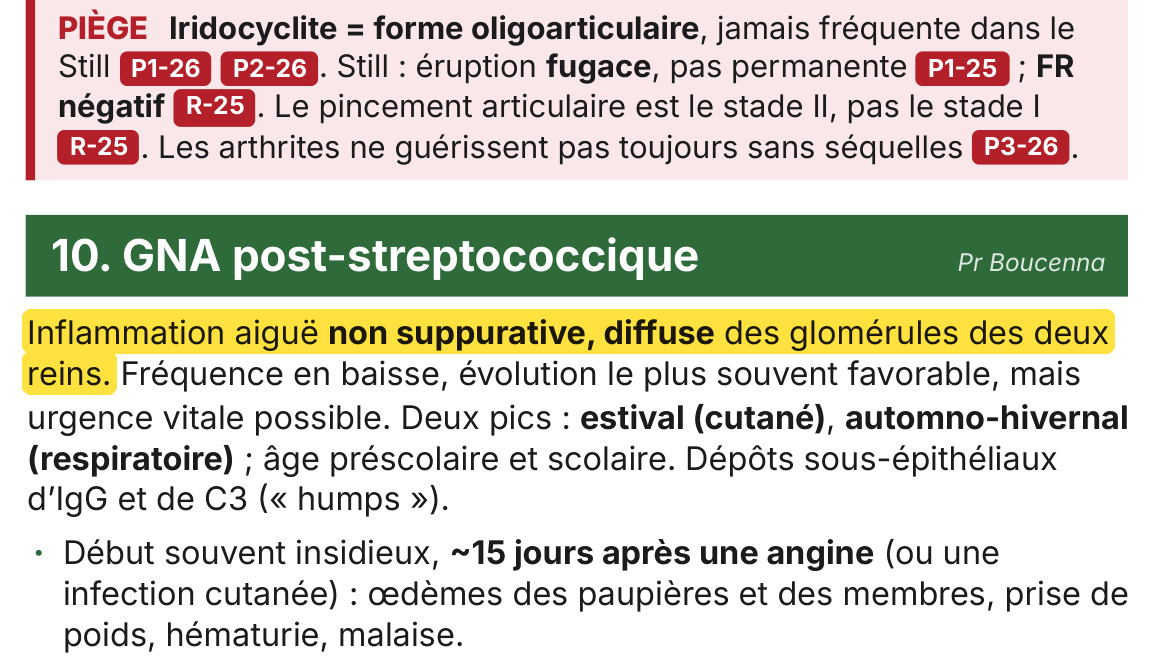 PIÈGE Iridocyclite = forme oligoarticulaire, jamais fréquente dans le
Still P1-26 P2-26. Still : éruption fugace, pas permanente P1-25 ; FR
négatif R-25. Le pincement articulaire est le stade II, pas le stade I
R-25. Les arthrites ne guérissent pas toujours sans séquelles P3-26.
10. GNA post-streptococcique Pr Boucenna
Inflammation aiguë non suppurative, diffuse des glomérules des deux
reins. Fréquence en baisse, évolution le plus souvent favorable, mais
urgence vitale possible. Deux pics : estival (cutané), automno-hivernal
(respiratoire) ; âge préscolaire et scolaire. Dépôts sous-épithéliaux
d’IgG et de C3 (« humps »).
• Début souvent insidieux, ~15 jours après une angine (ou une
infection cutanée) : œdèmes des paupières et des membres, prise de
poids, hématurie, malaise.